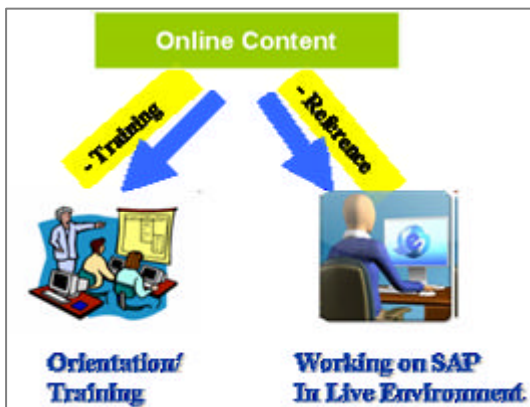 Online Content
- Training
- Reference
Orientation/
Training
Working on SAP
In Live Environment